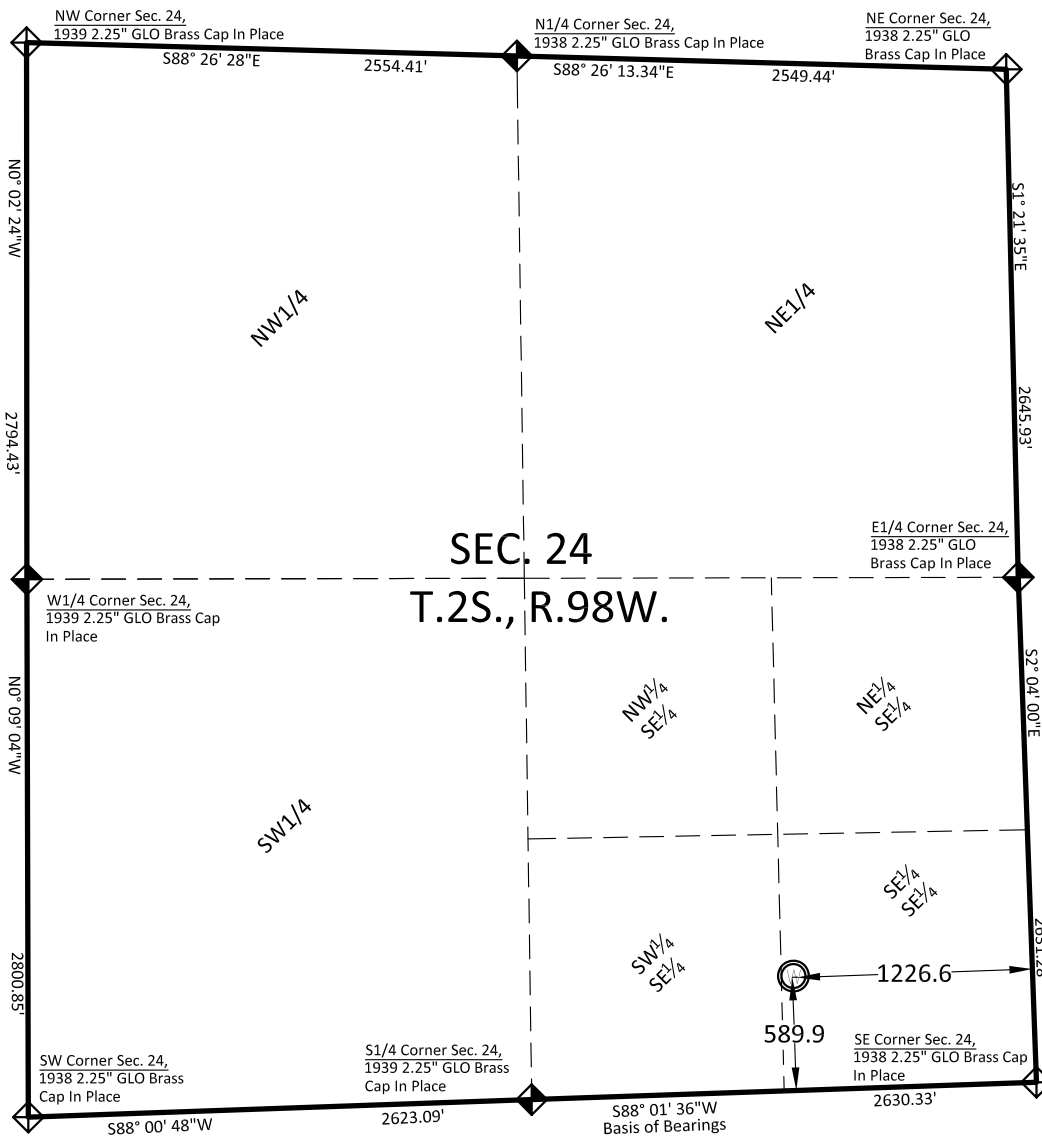 NW Corner Sec. 24,
1939 2.25" GLO Brass Cap In Place
N1/4 Corner Sec. 24,
1938 2.25" GLO Brass Cap In Place
NE Corner Sec. 24,
1938 2.25" GLO
Brass Cap In Place
S88° 26' 28"E
2554.41'
S88° 26' 13.34"E
2549.44'
N0° 02' 24"W
2794.43'
S1° 21' 35"E
2645.93'
NW1/4
NE1/4
SEC. 24
T.2S., R.98W.
E1/4 Corner Sec. 24,
1938 2.25" GLO
Brass Cap In Place
W1/4 Corner Sec. 24,
1939 2.25" GLO Brass Cap
In Place
N0° 09' 04"W
2800.85'
S2° 04' 00"E
NW1/4
SE1/4
NE1/4
SE1/4
SW1/4
SE1/4
SE1/4
SW1/4
SE1/4
1226.6
589.9
SW Corner Sec. 24,
1938 2.25" GLO Brass
Cap In Place
S1/4 Corner Sec. 24,
1939 2.25" GLO Brass
Cap In Place
SE Corner Sec. 24,
1938 2.25" GLO Brass Cap
In Place
S88° 00' 48"W
2623.09'
S88° 01' 36"W
Basis of Bearings
2630.33'